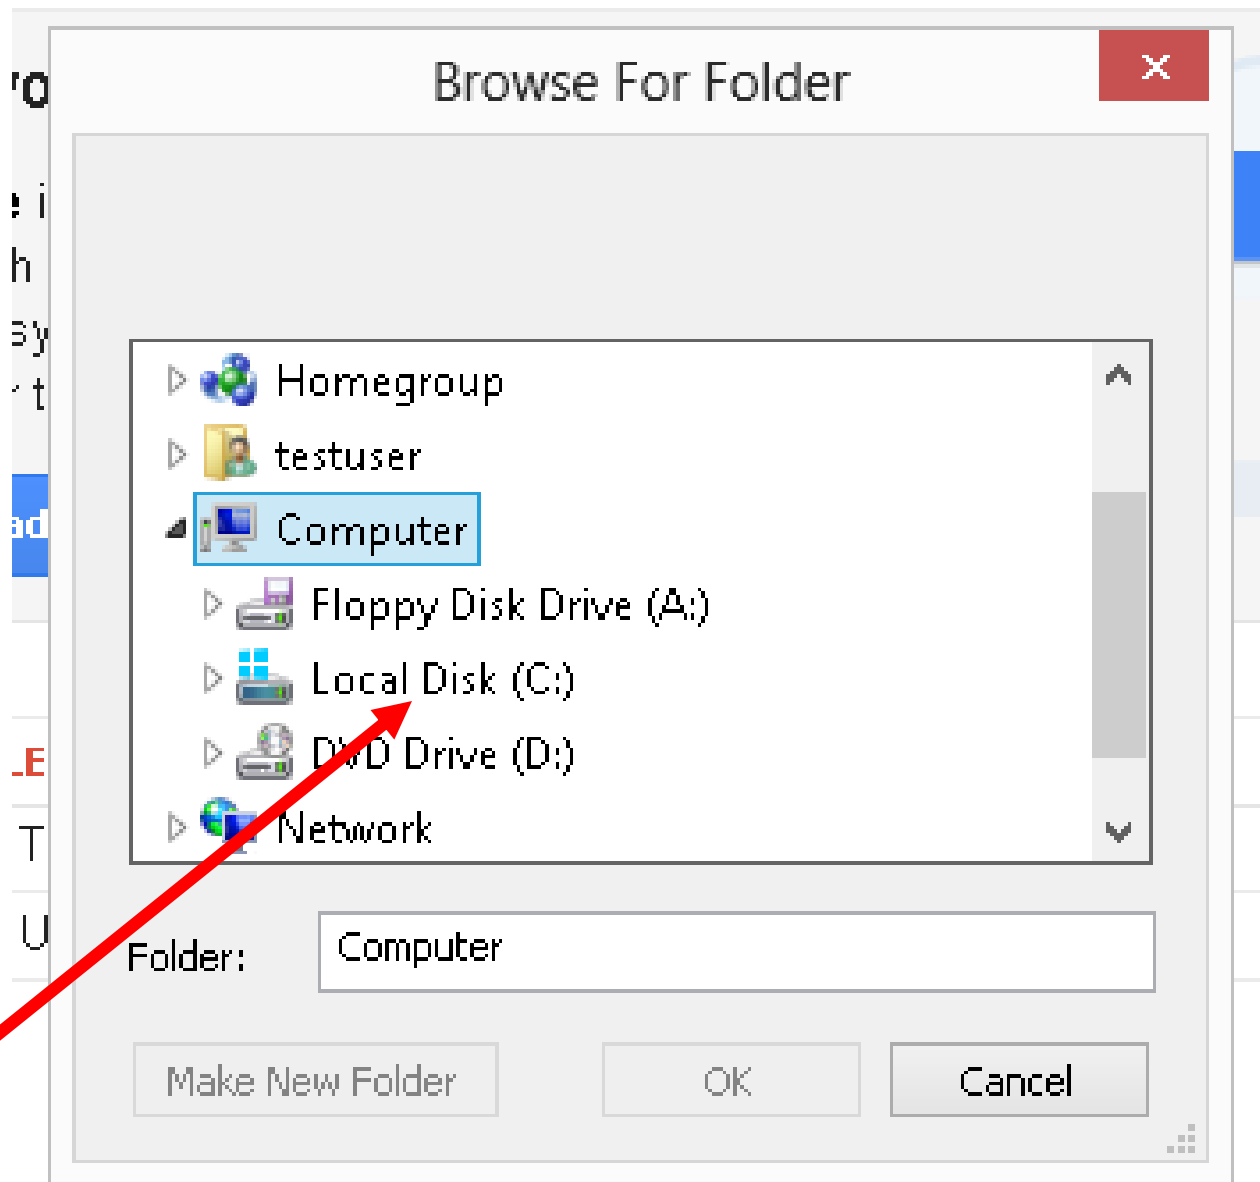 Browse For Folder
Homegroup
testuser
Computer
Floppy Disk Drive (A:)
Local Disk (C:)
DVD Drive (D:)
Network
Folder: Computer
Make New Folder OK Cancel